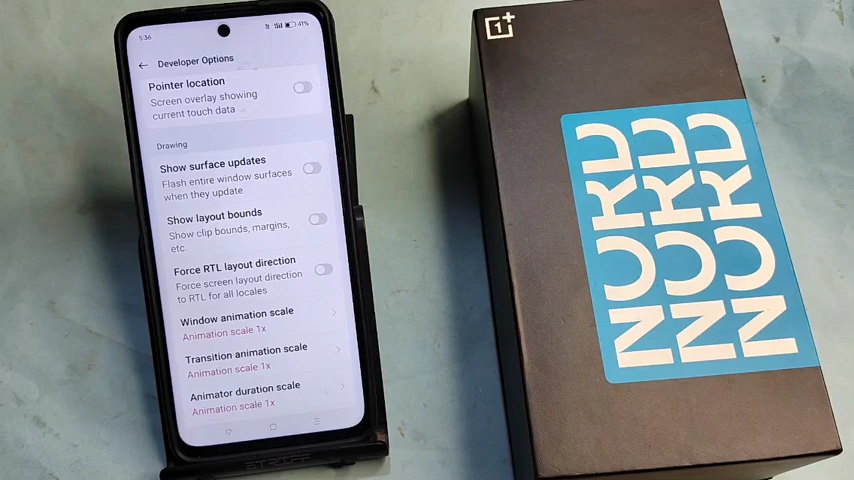 5:36
41%
Developer Options
Pointer location
Screen overlay showing
current touch data
Drawing
Show surface updates
Flash entire window surfaces
when they update
Show layout bounds
Show clip bounds, margins,
etc.
Force RTL layout direction
Force screen layout direction
to RTL for all locales
Window animation scale
Animation scale 1x
Transition animation scale
Animation scale 1x
Animator duration scale
Animation scale 1x
1+
NORD
NORD
NORD